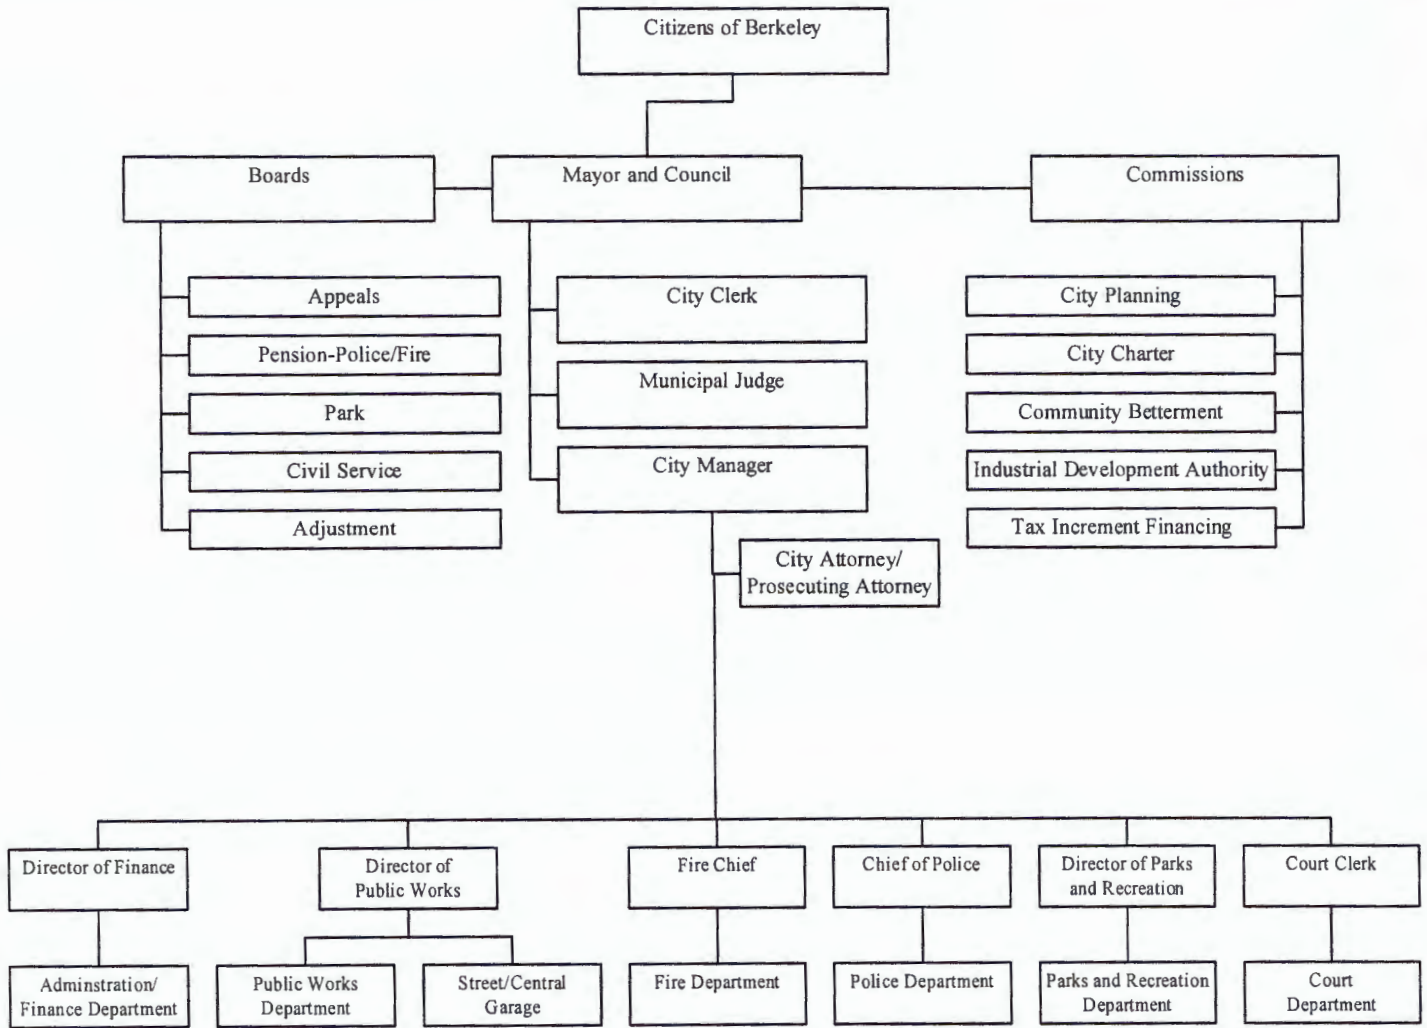 Citizens of Berkeley
Boards
Mayor and Council
Commissions
Appeals
Pension-Police/Fire
Park
Civil Service
Adjustment
City Clerk
Municipal Judge
City Manager
City Planning
City Charter
Community Betterment
Industrial Development Authority
Tax Increment Financing
City Attorney/
Prosecuting Attorney
Director of Finance
Director of
Public Works
Fire Chief
Chief of Police
Director of Parks
and Recreation
Court Clerk
Adminstration/
Finance Department
Public Works
Department
Street/Central
Garage
Fire Department
Police Department
Parks and Recreation
Department
Court
Department